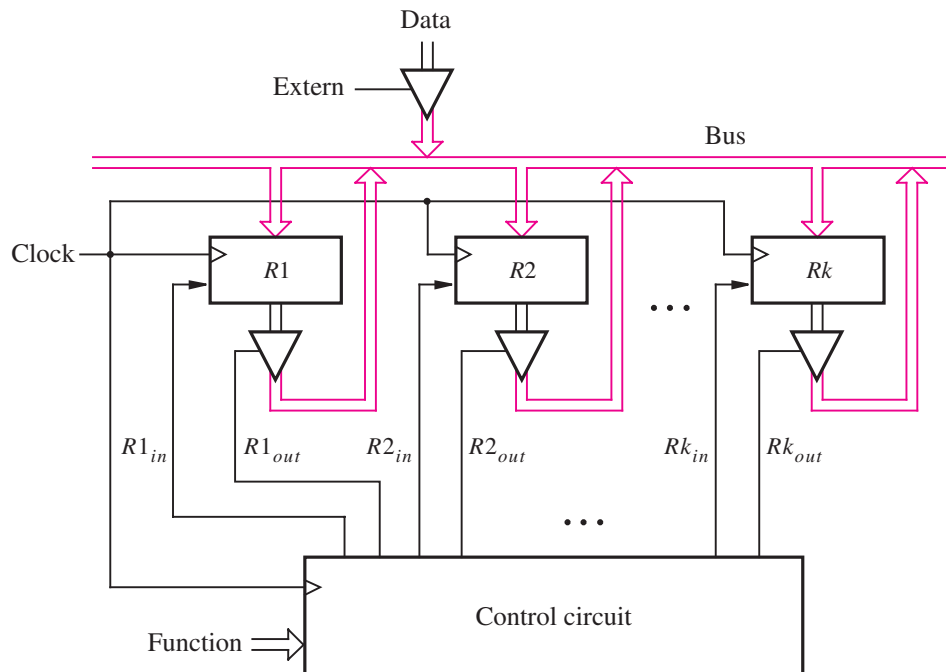 Data
Extern
Bus
Clock
R1
R2
Rk
• • •
R1in
R1out
R2in
R2out
Rkin
Rkout
• • •
Control circuit
Function